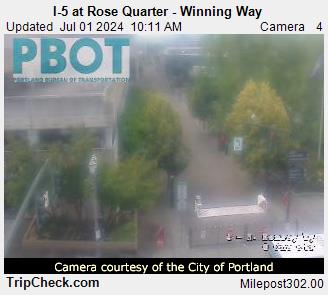 I-5 at Rose Quarter - Winning Way
Updated Jul 01 2024 10:11 AM Camera 4
PBOT
PORTLAND BUREAU OF TRANSPORTATION
Camera courtesy of the City of Portland
TripCheck.com Milepost302.00